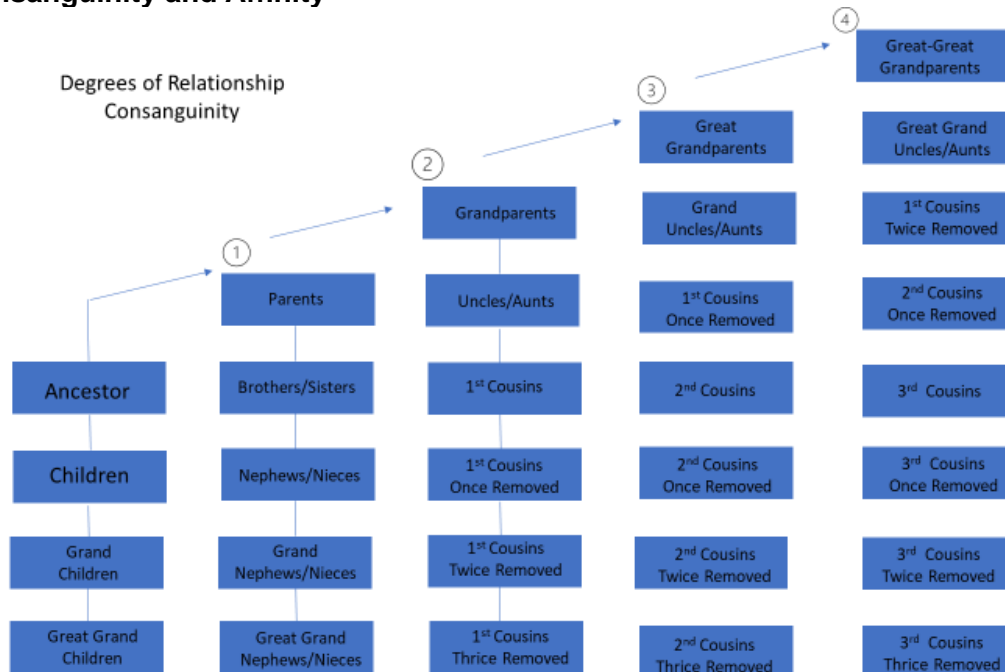 Degrees of Relationship
Consanguinity
1
2
3
4
Ancestor
Children
Grand
Children
Great Grand
Children
Parents
Brothers/Sisters
Nephews/Nieces
Grand
Nephews/Nieces
Great Grand
Nephews/Nieces
Grandparents
Uncles/Aunts
1st Cousins
1st Cousins
Once Removed
1st Cousins
Twice Removed
1st Cousins
Thrice Removed
Great
Grandparents
Grand
Uncles/Aunts
1st Cousins
Once Removed
2nd Cousins
2nd Cousins
Once Removed
2nd Cousins
Twice Removed
2nd Cousins
Thrice Removed
Great-Great
Grandparents
Great Grand
Uncles/Aunts
1st Cousins
Twice Removed
2nd Cousins
Once Removed
3rd Cousins
3rd Cousins
Once Removed
3rd Cousins
Twice Removed
3rd Cousins
Thrice Removed